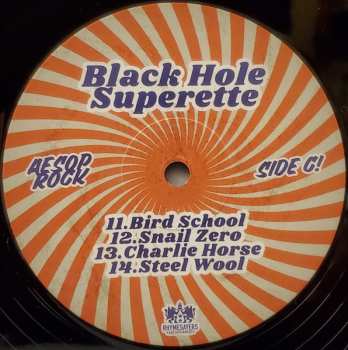 Black Hole
Superette
AESOP
ROCK
SIDE C!
11.Bird School
12.Snail Zero
13.Charlie Horse
14.Steel Wool
RHYMESAYERS